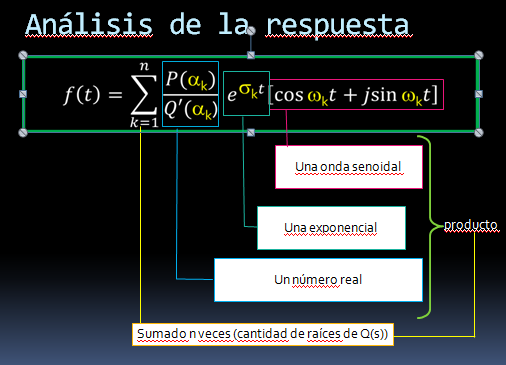 Análisis de la respuesta
f(t) = ∑_{k=1}^{n} P(α_k)/Q′(α_k) e^{σ_k t}[cos ω_k t + j sin ω_k t]
Una onda senoidal
Una exponencial
producto
Un número real
Sumado n veces (cantidad de raíces de Q(s))